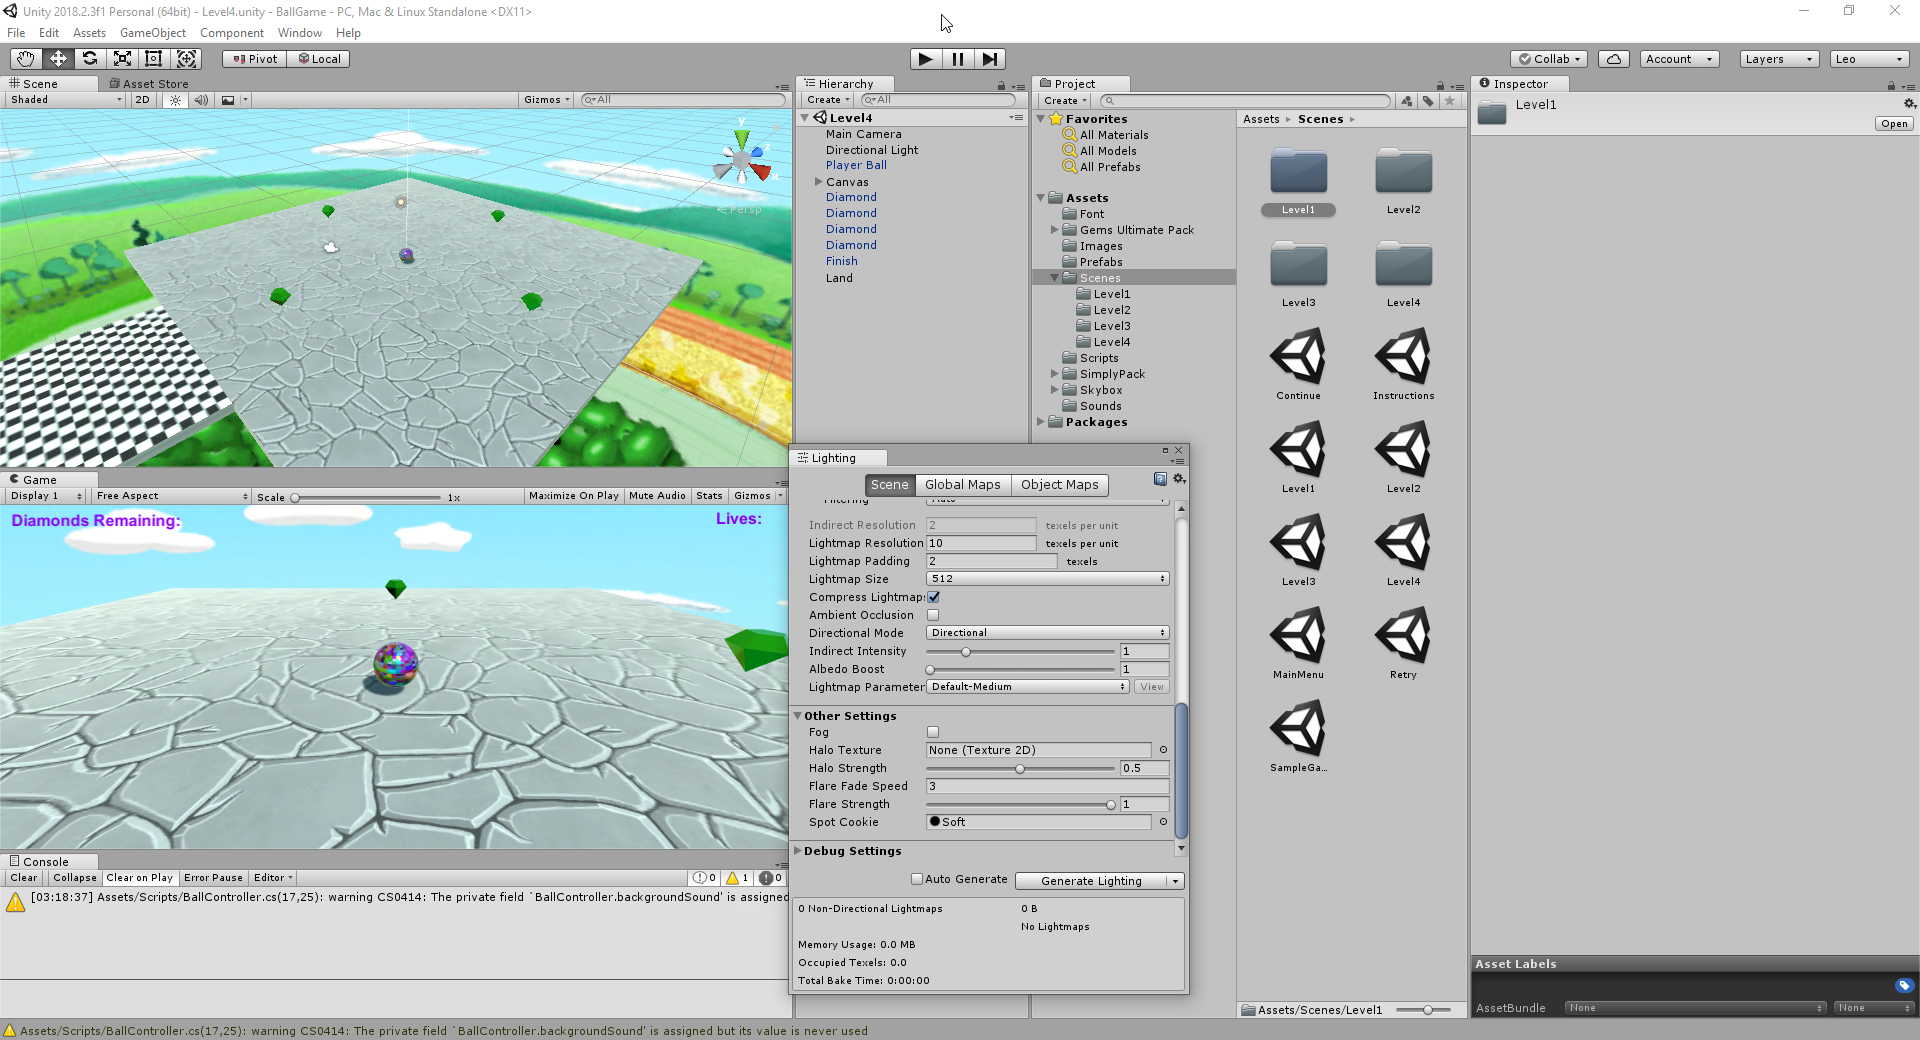 Unity 2018.2.3f1 Personal (64bit) - Level4.unity - BallGame - PC, Mac & Linux Standalone <DX11>
File Edit Assets GameObject Component Window Help
Pivot Local Collab Account Layers Leo
Scene Asset Store
Shaded 2D Gizmos All
Hierarchy
Create All
Level4
Main Camera
Directional Light
Player Ball
Canvas
Diamond
Diamond
Diamond
Diamond
Finish
Land
y
x
z
Persp
Project
Create
Favorites
All Materials
All Models
All Prefabs
Assets
Font
Gems Ultimate Pack
Images
Prefabs
Scenes
Level1
Level2
Level3
Level4
Scripts
SimplyPack
Skybox
Sounds
Packages
Assets Scenes
Level1 Level2
Level3 Level4
Continue Instructions
Level1 Level2
Level3 Level4
MainMenu Retry
SampleGa...
Assets/Scenes/Level1
Inspector
Level1
Open
Asset Labels
AssetBundle None None
Game
Display 1 Free Aspect Scale 1x Maximize On Play Mute Audio Stats Gizmos
Diamonds Remaining: Lives:
Lighting
Scene Global Maps Object Maps
Indirect Resolution 2 texels per unit
Lightmap Resolution 10 texels per unit
Lightmap Padding 2 texels
Lightmap Size 512
Compress Lightmap
Ambient Occlusion
Directional Mode Directional
Indirect Intensity 1
Albedo Boost 1
Lightmap Parameter Default-Medium View
Other Settings
Fog
Halo Texture None (Texture 2D)
Halo Strength 0.5
Flare Fade Speed 3
Flare Strength 1
Spot Cookie Soft
Debug Settings
Auto Generate Generate Lighting
0 Non-Directional Lightmaps 0 B
No Lightmaps
Memory Usage: 0.0 MB
Occupied Texels: 0.0
Total Bake Time: 0:00:00
Console
Clear Collapse Clear on Play Error Pause Editor 0 1 0
[03:18:37] Assets/Scripts/BallController.cs(17,25): warning CS0414: The private field `BallController.backgroundSound' is assigned
Assets/Scripts/BallController.cs(17,25): warning CS0414: The private field `BallController.backgroundSound' is assigned but its value is never used